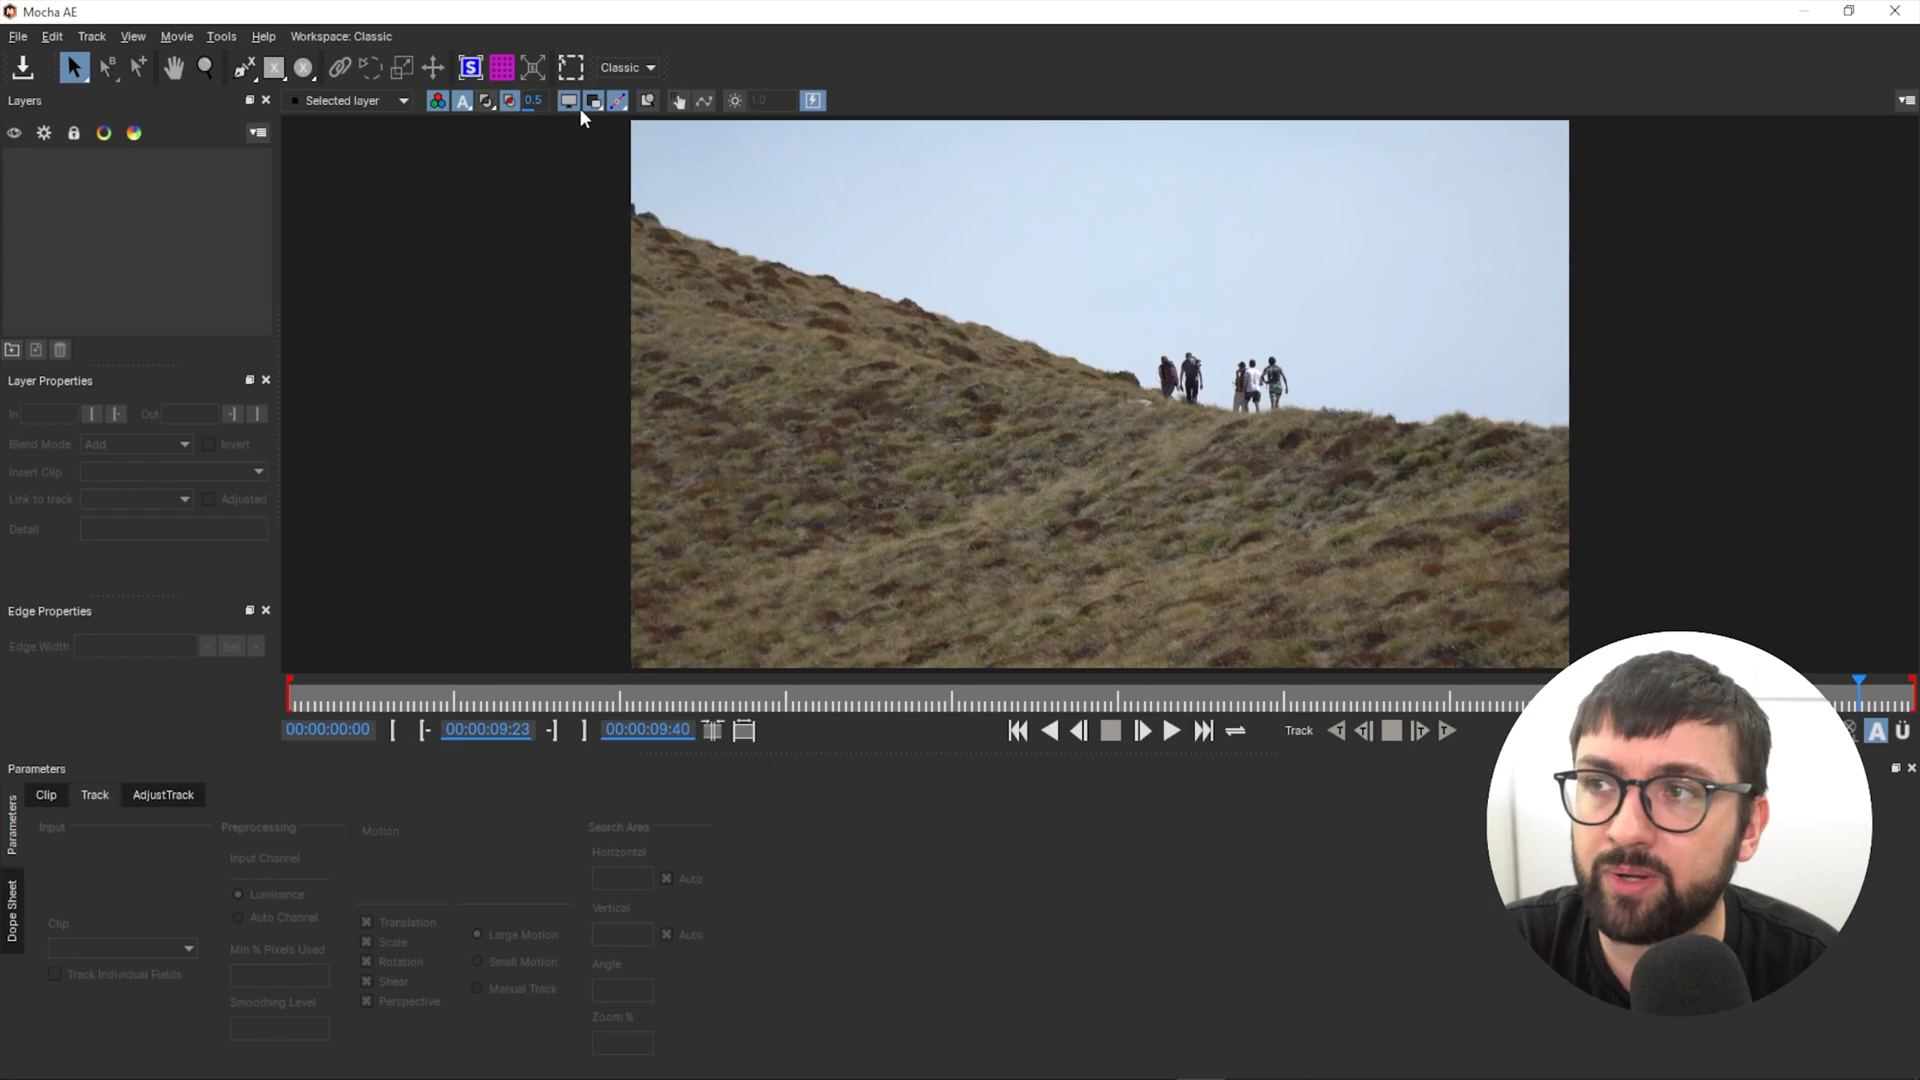 Mocha AE
File Edit Track View Movie Tools Help Workspace: Classic
Classic
Layers
Selected layer
0.5
1.0
Layer Properties
In
Out
Blend Mode
Add
Invert
Insert Clip
Link to track
Adjusted
Detail
Edge Properties
Edge Width
Set
00:00:00:00
00:00:09:23
00:00:09:40
Track
Parameters
Parameters
Dope Sheet
Clip
Track
AdjustTrack
Input
Preprocessing
Motion
Search Area
Input Channel
Horizontal
Luminance
Auto
Auto Channel
Vertical
Clip
Translation
Large Motion
Auto
Min % Pixels Used
Scale
Rotation
Small Motion
Angle
Track Individual Fields
Shear
Manual Track
Smoothing Level
Perspective
Zoom %